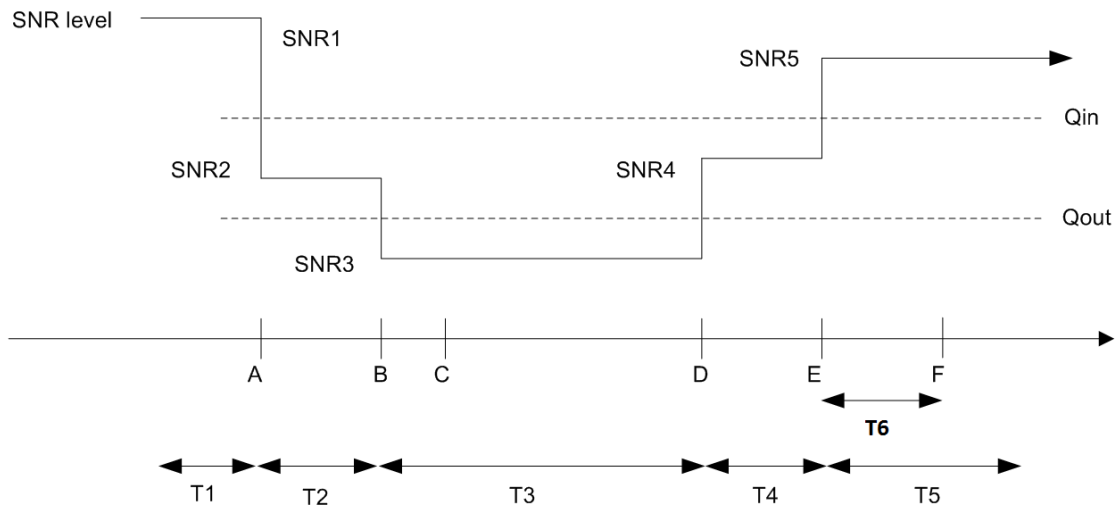 SNR level
SNR1
SNR5
Qin
SNR2
SNR4
Qout
SNR3
A B C D E F
T6
T1 T2 T3 T4 T5